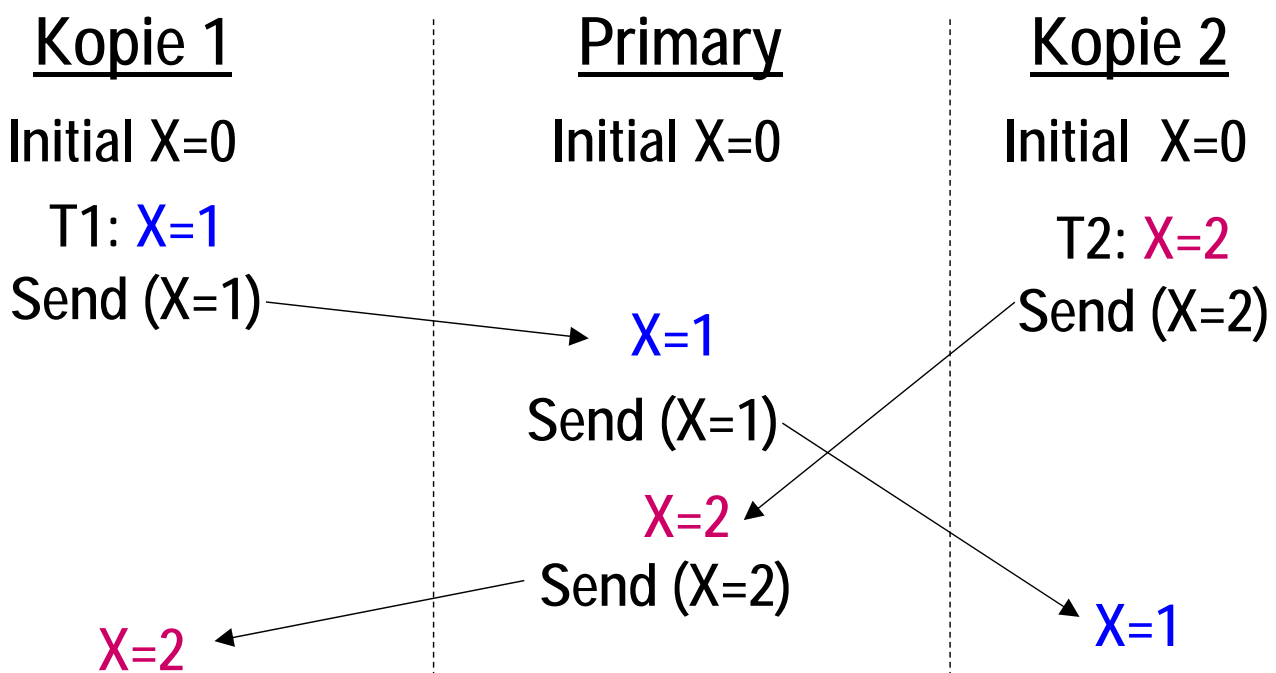 Kopie 1
Primary
Kopie 2
Initial X=0
Initial X=0
Initial X=0
T1: X=1
T2: X=2
Send (X=1)
Send (X=2)
X=1
Send (X=1)
X=2
Send (X=2)
X=2
X=1